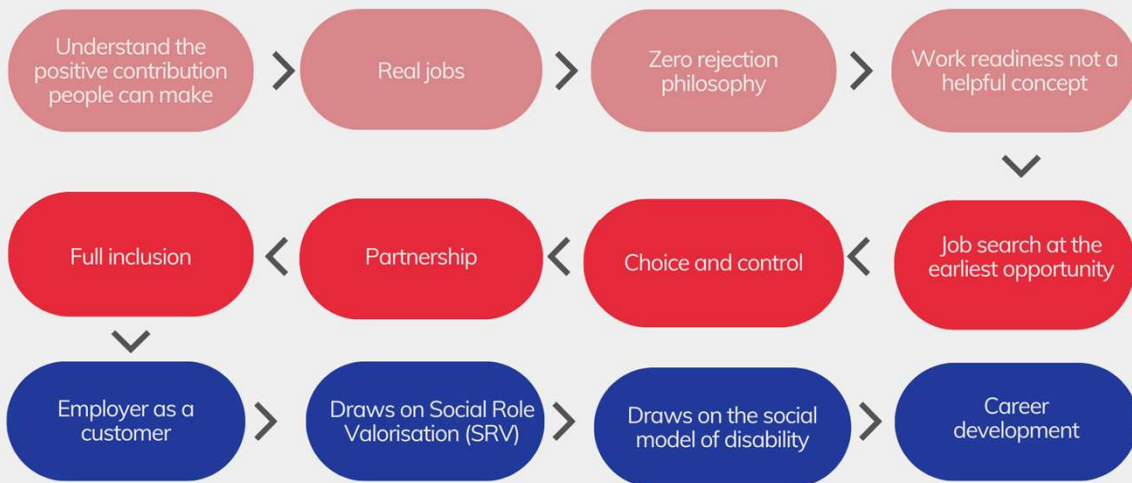 Understand the
positive contribution
people can make
Real jobs
Zero rejection
philosophy
Work readiness not a
helpful concept
Job search at the
earliest opportunity
Choice and control
Partnership
Full inclusion
Employer as a
customer
Draws on Social Role
Valorisation (SRV)
Draws on the social
model of disability
Career
development